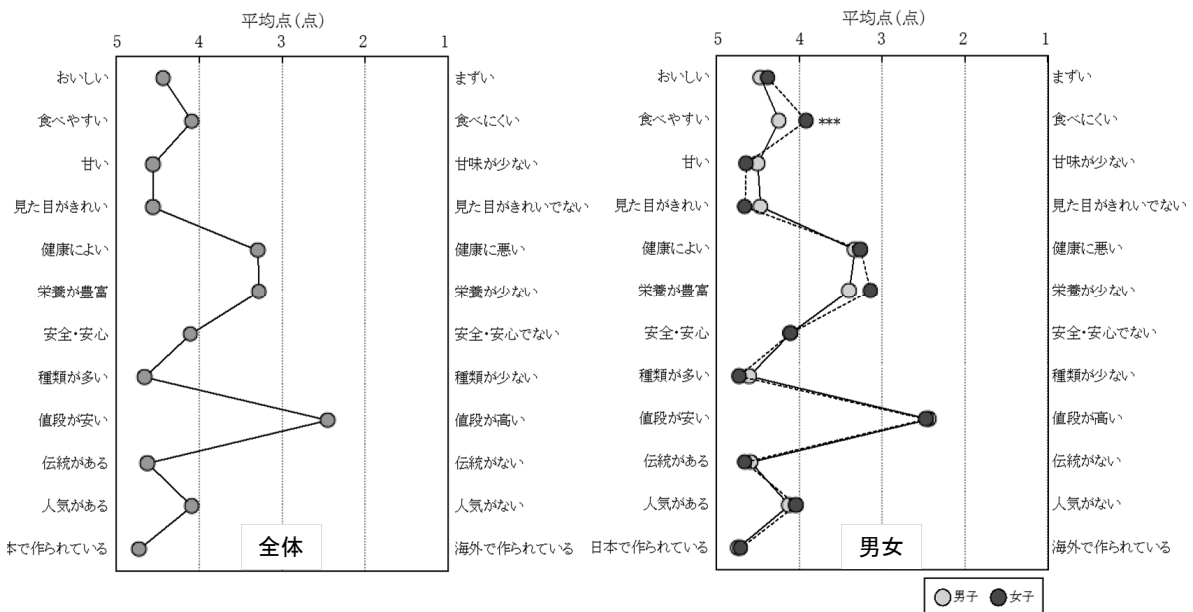 平均点(点)
5 4 3 2 1
おいしい まずい
食べやすい 食べにくい
甘い 甘味が少ない
見た目がきれい 見た目がきれいでない
健康によい 健康に悪い
栄養が豊富 栄養が少ない
安全・安心 安全・安心でない
種類が多い 種類が少ない
値段が安い 値段が高い
伝統がある 伝統がない
人気がある 人気がない
本で作られている 海外で作られている
全体
平均点(点)
5 4 3 2 1
おいしい まずい
食べやすい *** 食べにくい
甘い 甘味が少ない
見た目がきれい 見た目がきれいでない
健康によい 健康に悪い
栄養が豊富 栄養が少ない
安全・安心 安全・安心でない
種類が多い 種類が少ない
値段が安い 値段が高い
伝統がある 伝統がない
人気がある 人気がない
日本で作られている 海外で作られている
男女
男子 女子